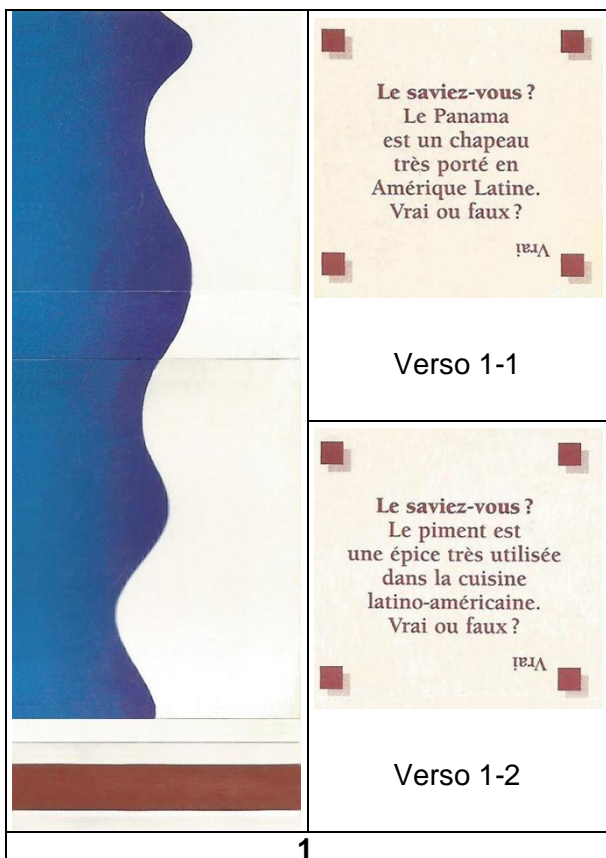 Le saviez-vous ?
Le Panama
est un chapeau
très porté en
Amérique Latine.
Vrai ou faux ?
Vrai
Verso 1-1
Le saviez-vous ?
Le piment est
une épice très utilisée
dans la cuisine
latino-américaine.
Vrai ou faux ?
Vrai
Verso 1-2
1